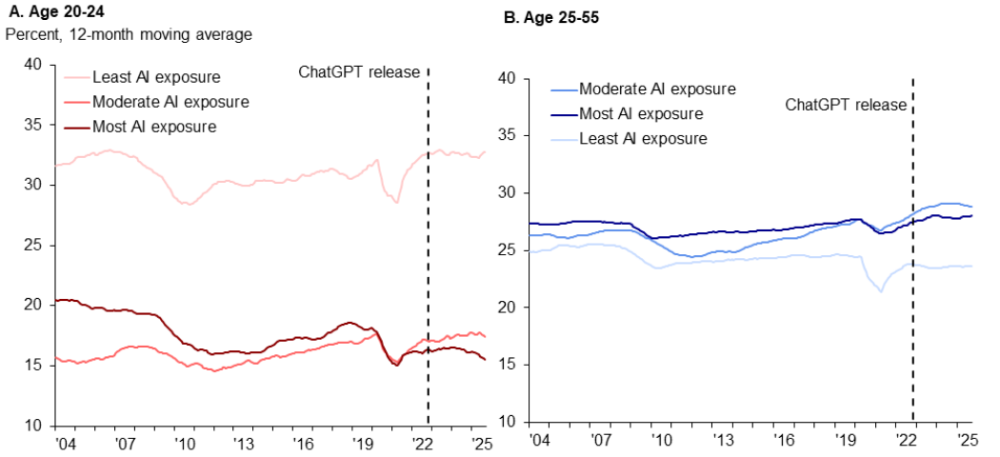 A. Age 20-24
Percent, 12-month moving average
40
35
30
25
20
15
10
Least AI exposure
Moderate AI exposure
Most AI exposure
ChatGPT release
'04 '07 '10 '13 '16 '19 '22 '25
B. Age 25-55
40
35
30
25
20
15
10
Moderate AI exposure
Most AI exposure
Least AI exposure
ChatGPT release
'04 '07 '10 '13 '16 '19 '22 '25